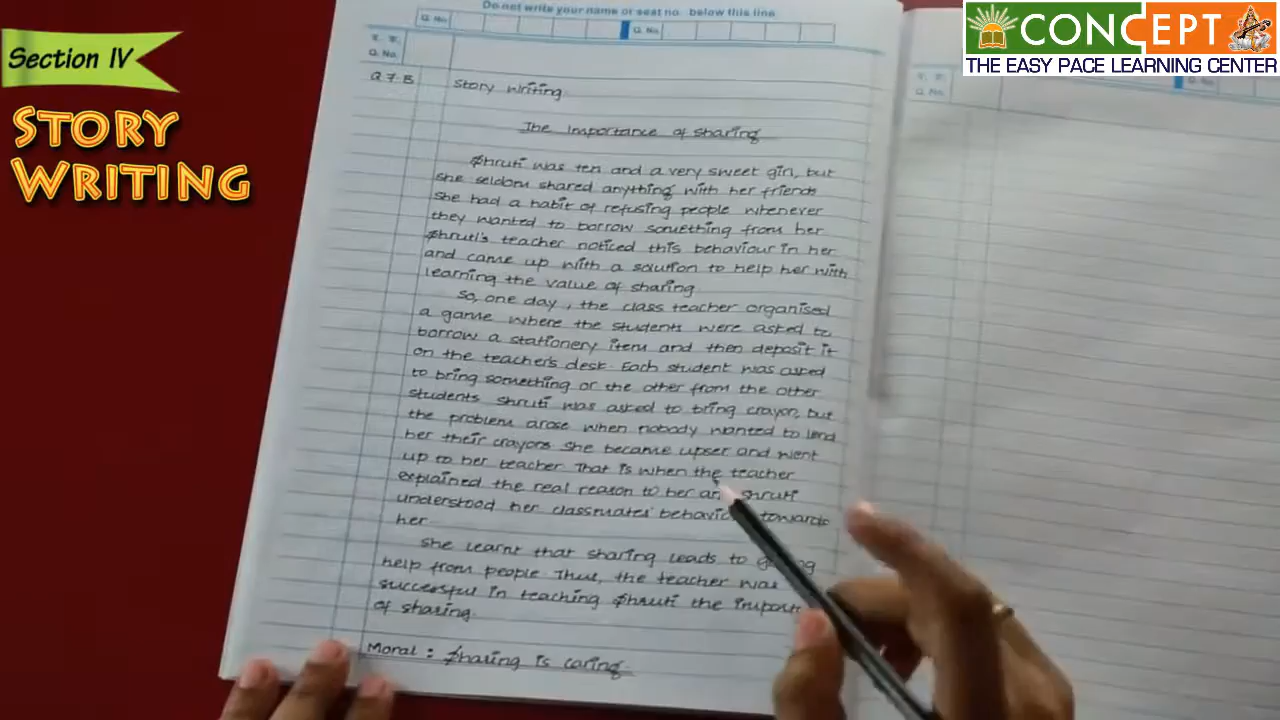 Section IV
STORY
WRITING
CONCEPT
THE EASY PACE LEARNING CENTER
Do not write your name or seat no. below this line
Q. No.
Q. No.
प्र. क्र.
Q. No.
Q 7. B
Story Writing
The Importance of Sharing
Shruti was ten and a very sweet girl, but
she seldom shared anything with her friends
She had a habit of refusing people whenever
they wanted to borrow something from her
Shruti's teacher noticed this behaviour in her
and came up with a solution to help her with
learning the value of sharing
So, one day, the class teacher organised
a game where the students were asked to
borrow a stationery item and then deposit it
on the teacher's desk. Each student was asked
to bring something or the other from the other
students Shruti was asked to bring crayon, but
the problem arose when nobody wanted to lend
her their crayons She became upset and went
up to her teacher That is when the teacher
explained the real reason to her an Shruti
understood her classmates' behavio towards
her
She learnt that sharing leads to
help from people Thus, the teacher was
successful in teaching Shruti the import
of sharing.
Moral : Sharing is caring
Q. No.
Q. No.